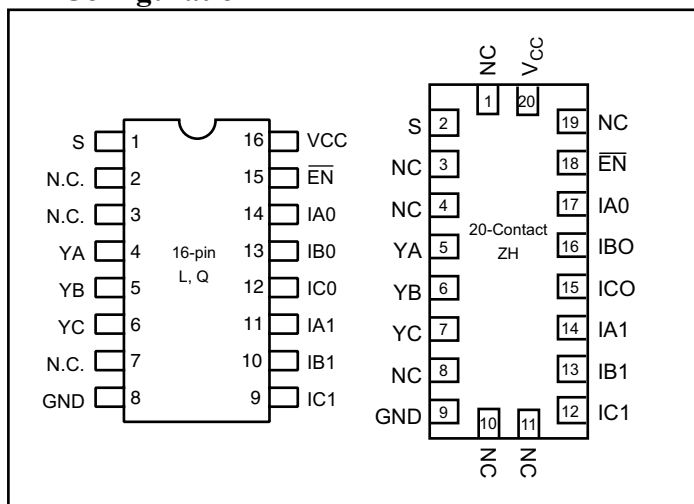 S 1 16 VCC
N.C. 2 15 EN
N.C. 3 14 IA0
YA 4 13 IB0
YB 5 12 IC0
YC 6 11 IA1
N.C. 7 10 IB1
GND 8 9 IC1
16-pin
L, Q
NC VCC
1 20
S 2 19 NC
NC 3 18 EN
NC 4 17 IA0
YA 5 16 IBO
YB 6 15 ICO
YC 7 14 IA1
NC 8 13 IB1
GND 9 12 IC1
10 11
NC NC
20-Contact
ZH